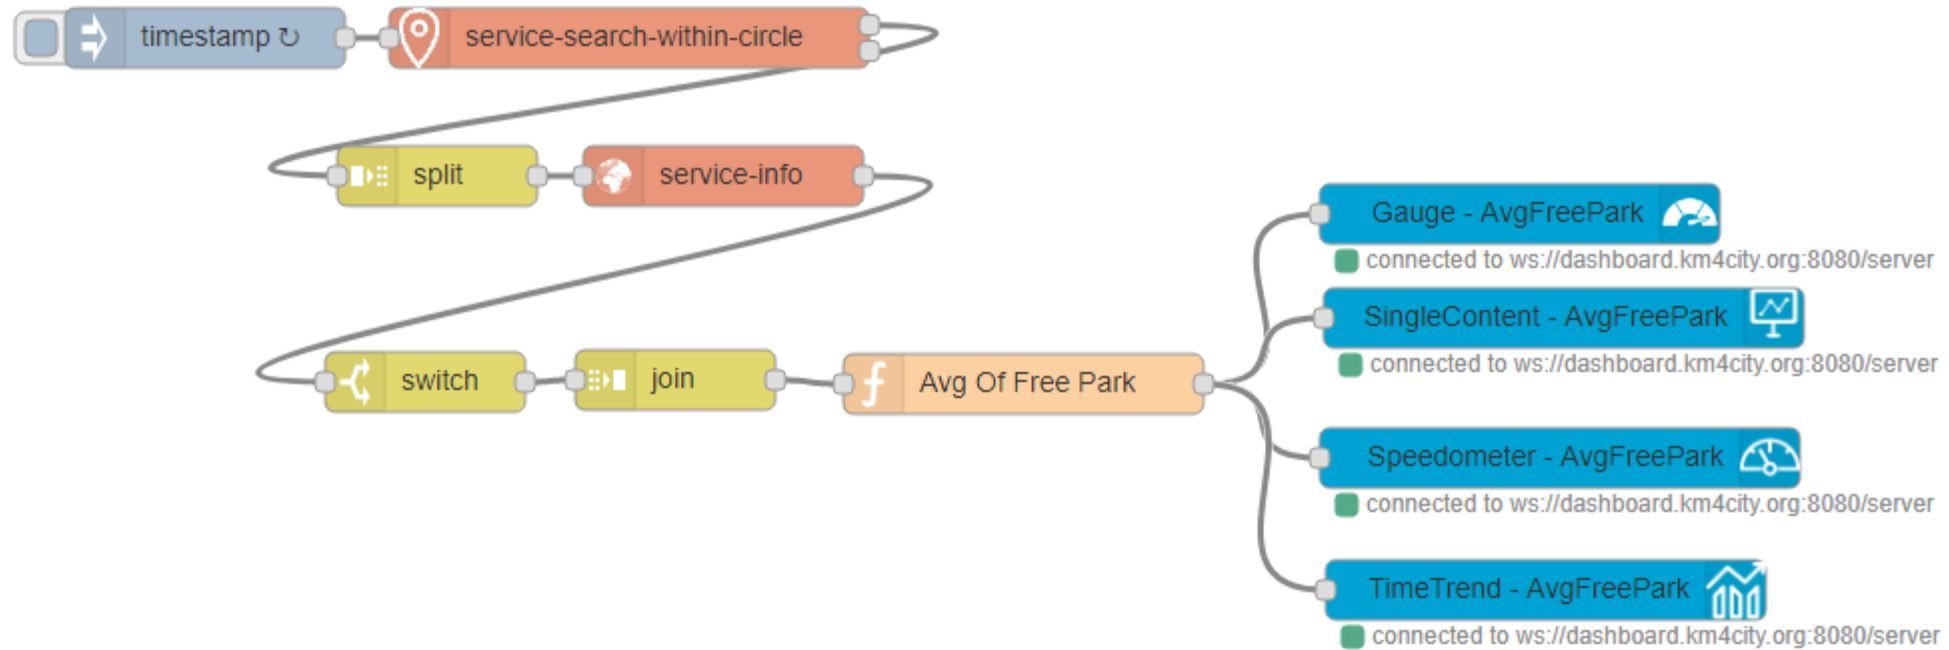 timestamp ↻
service-search-within-circle
split
service-info
Gauge - AvgFreePark
connected to ws://dashboard.km4city.org:8080/server
SingleContent - AvgFreePark
connected to ws://dashboard.km4city.org:8080/server
switch
join
Avg Of Free Park
Speedometer - AvgFreePark
connected to ws://dashboard.km4city.org:8080/server
TimeTrend - AvgFreePark
connected to ws://dashboard.km4city.org:8080/server